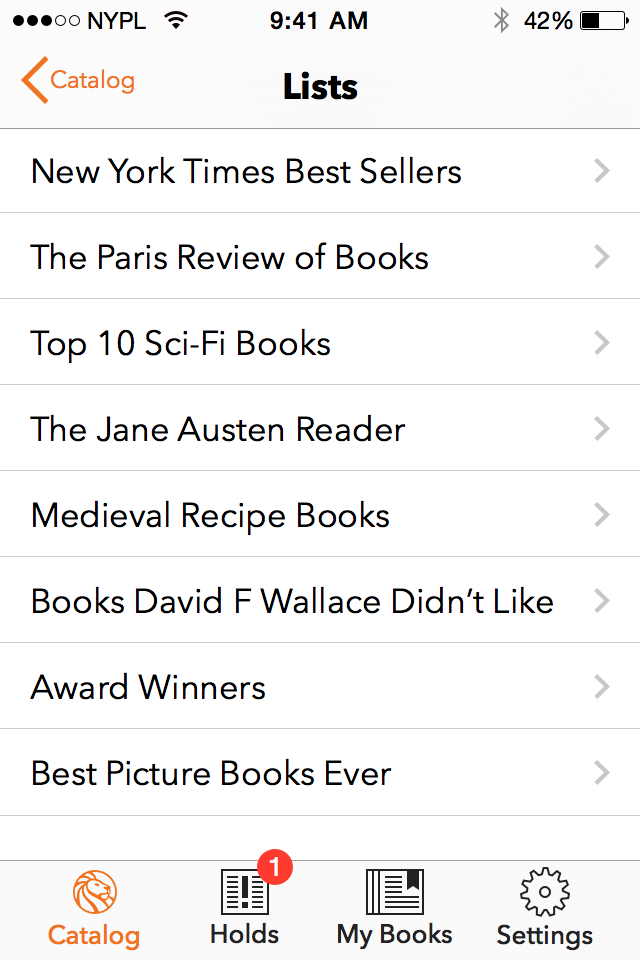 NYPL 9:41 AM 42%
Catalog Lists
New York Times Best Sellers
The Paris Review of Books
Top 10 Sci-Fi Books
The Jane Austen Reader
Medieval Recipe Books
Books David F Wallace Didn’t Like
Award Winners
Best Picture Books Ever
1
Catalog Holds My Books Settings